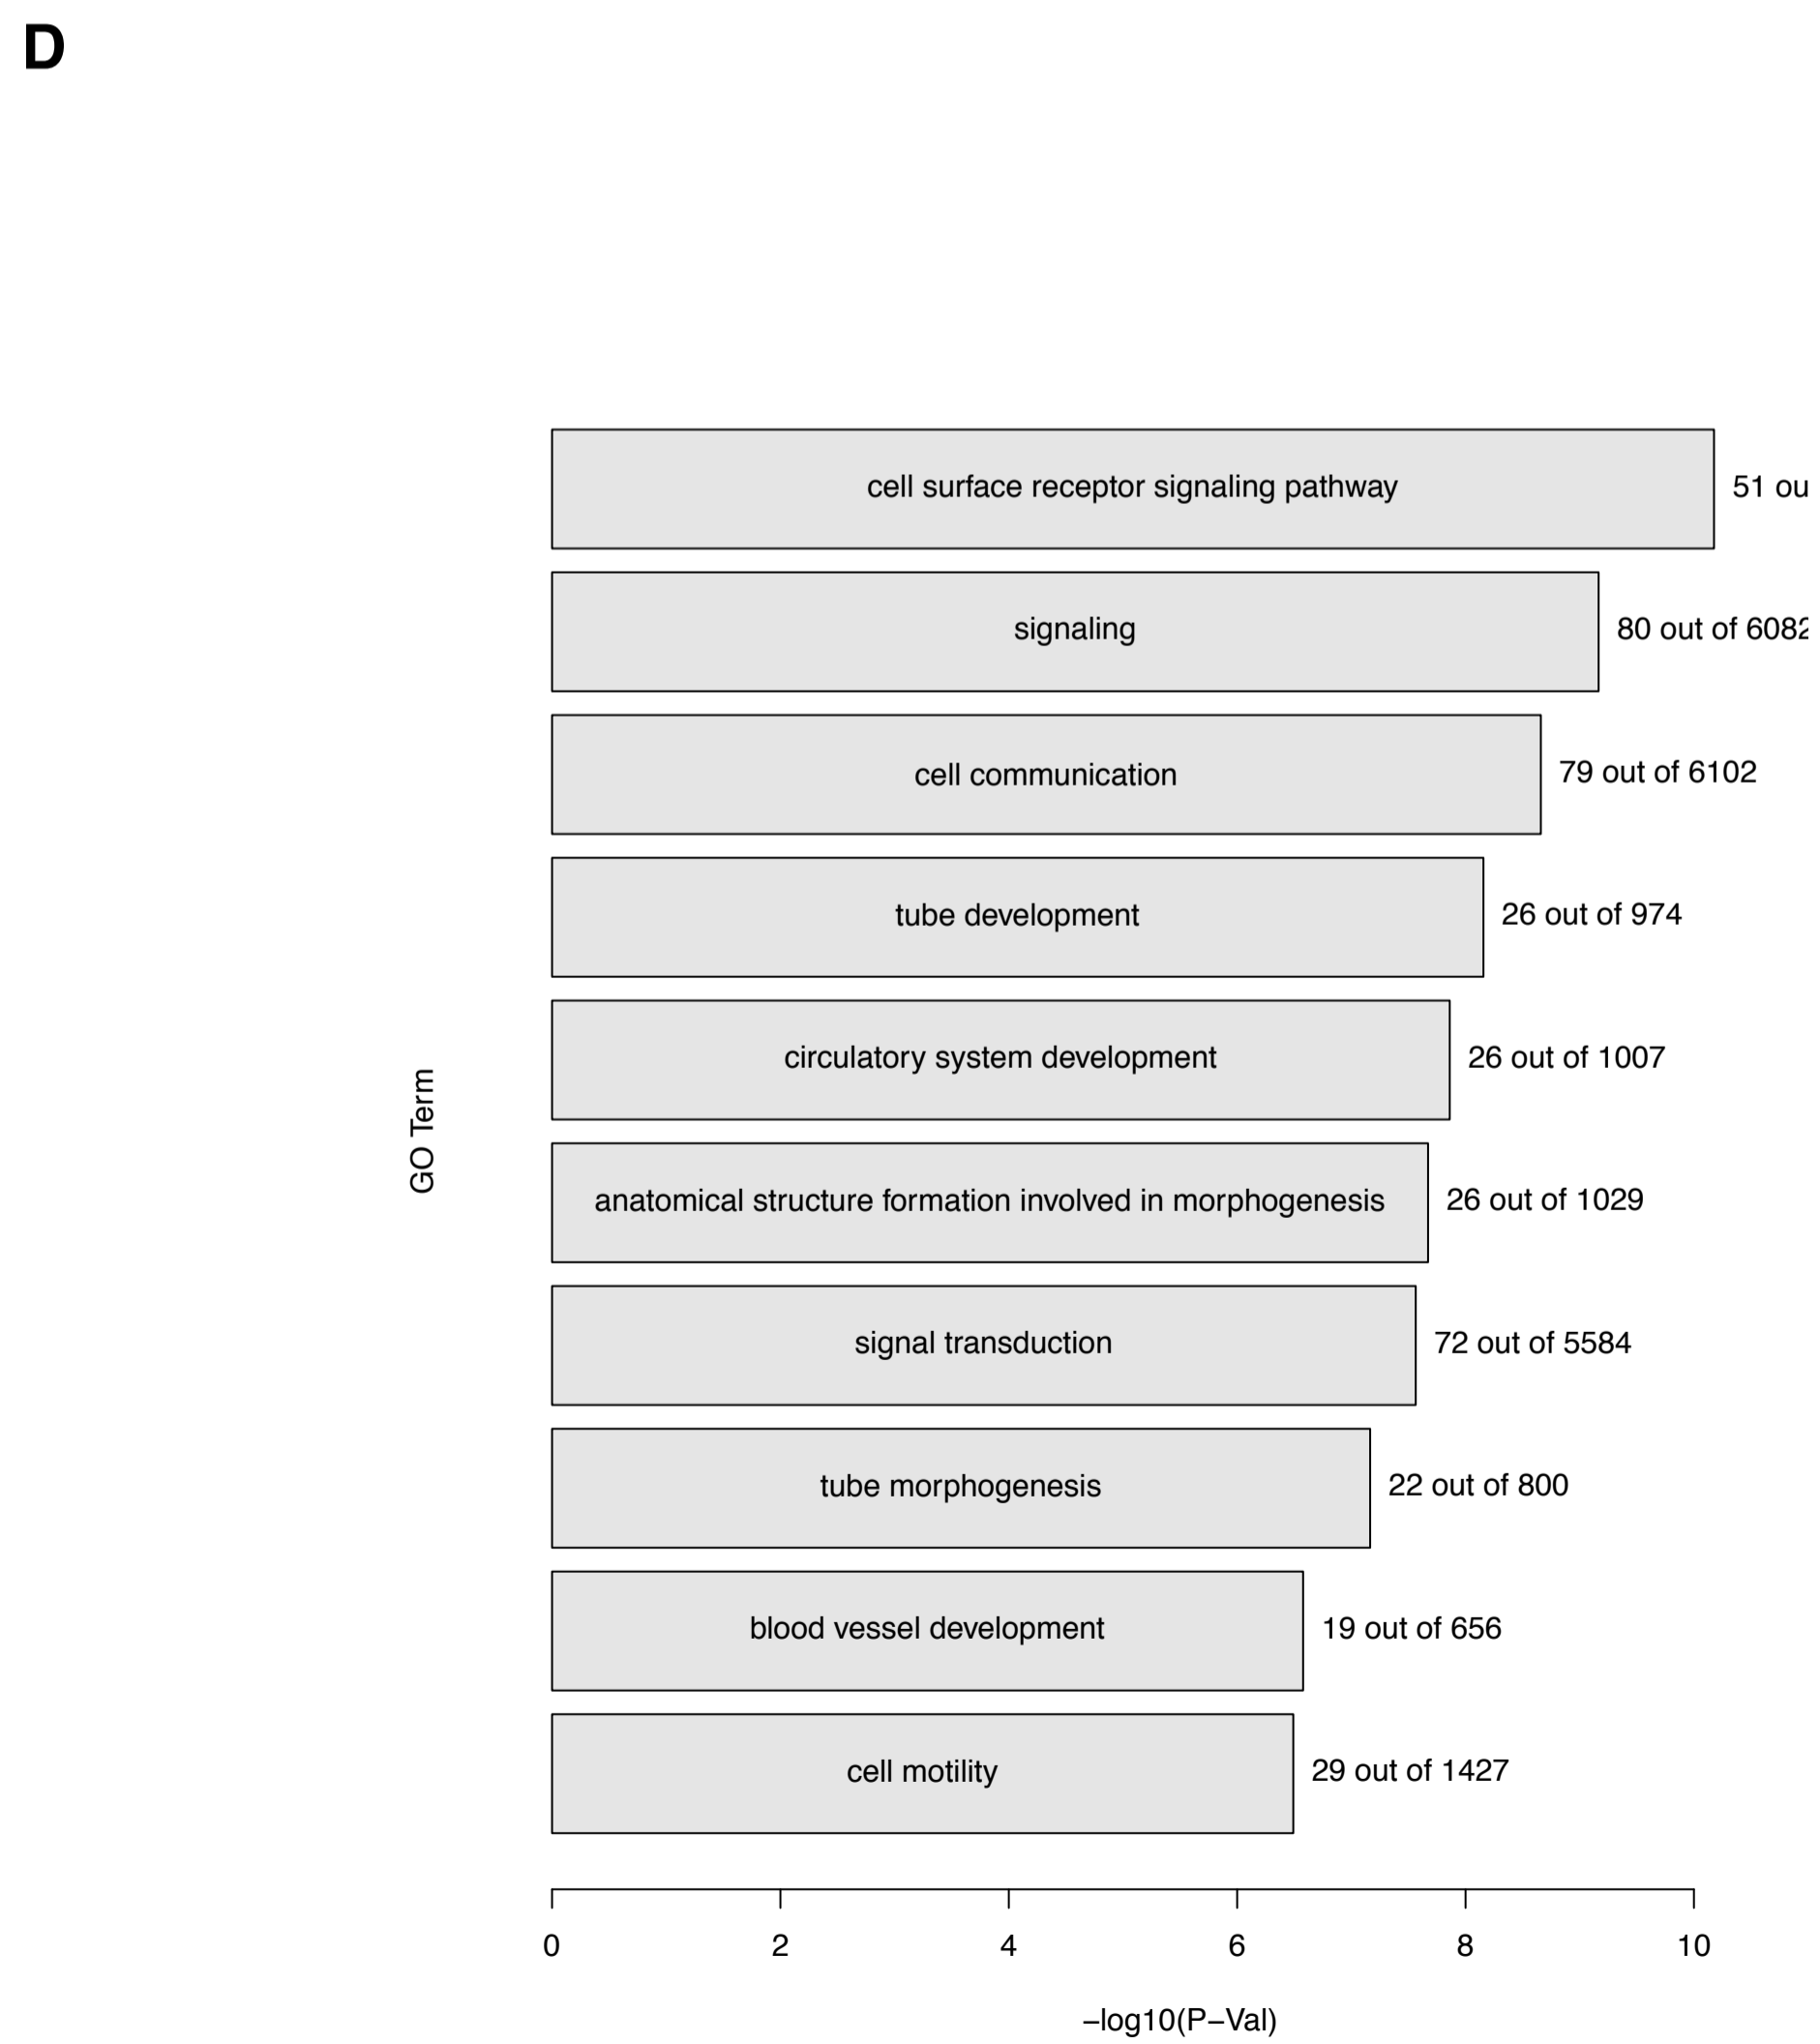 D
cell surface receptor signaling pathway 51 ou
signaling 80 out of 6082
cell communication 79 out of 6102
tube development 26 out of 974
circulatory system development 26 out of 1007
anatomical structure formation involved in morphogenesis 26 out of 1029
signal transduction 72 out of 5584
tube morphogenesis 22 out of 800
blood vessel development 19 out of 656
cell motility 29 out of 1427
GO Term
0 2 4 6 8 10
−log10(P−Val)